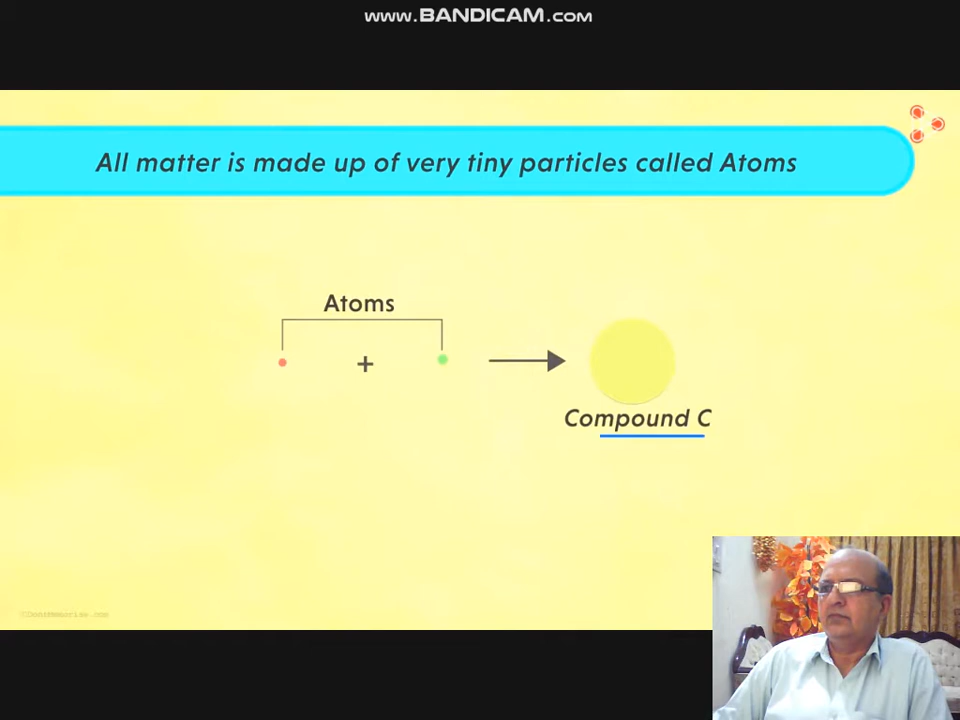 www.BANDICAM.com
All matter is made up of very tiny particles called Atoms
Atoms
+
Compound C